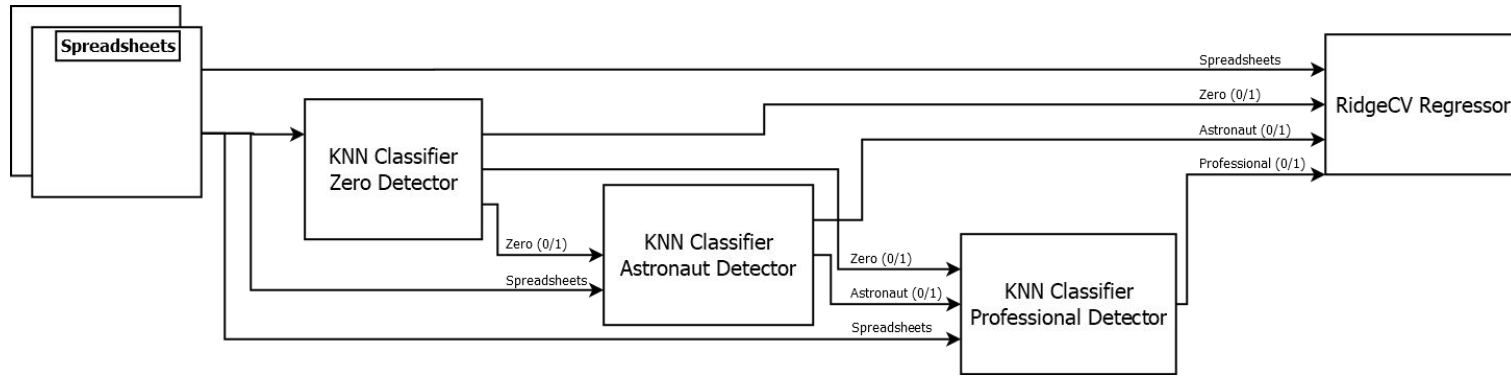 Spreadsheets
Spreadsheets
Zero (0/1)
RidgeCV Regressor
Astronaut (0/1)
Professional (0/1)
KNN Classifier
Zero Detector
Zero (0/1)
Spreadsheets
KNN Classifier
Astronaut Detector
Zero (0/1)
Astronaut (0/1)
Spreadsheets
KNN Classifier
Professional Detector